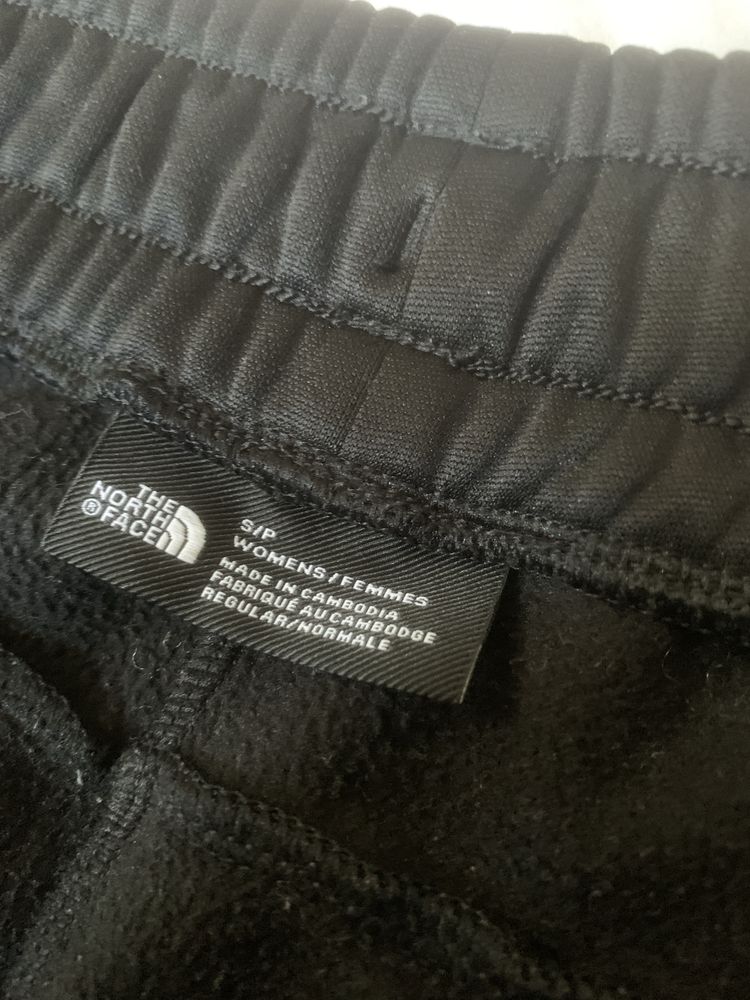 THE
NORTH
FACE®
S/P
WOMENS/FEMMES
MADE IN CAMBODIA
FABRIQUÉ AU CAMBODGE
REGULAR/NORMALE